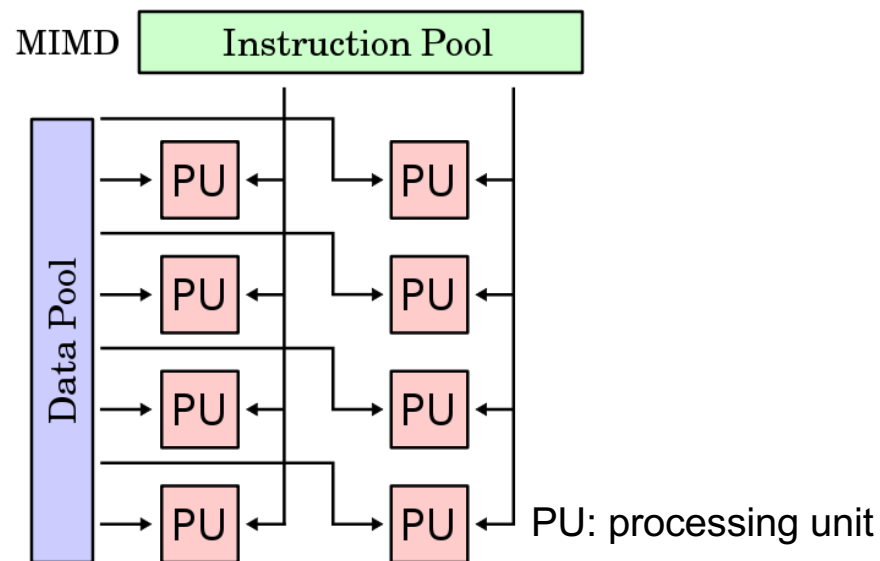 MIMD
Instruction Pool
Data Pool
PU PU
PU PU
PU PU
PU PU
PU: processing unit